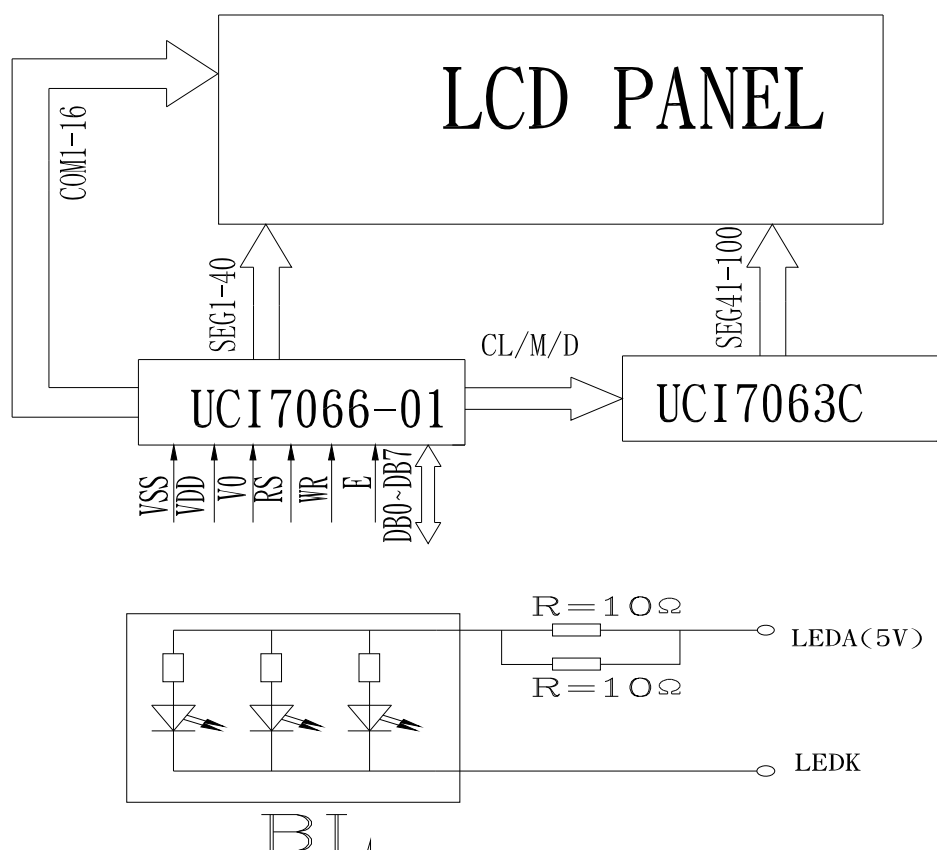 LCD PANEL
COM1-16
SEG1-40
SEG41-100
CL/M/D
UCI7066-01
UCI7063C
VSS
VDD
V0
RS
WR
E
DB0~DB7
R=10Ω
LEDA(5V)
R=10Ω
LEDK
BL